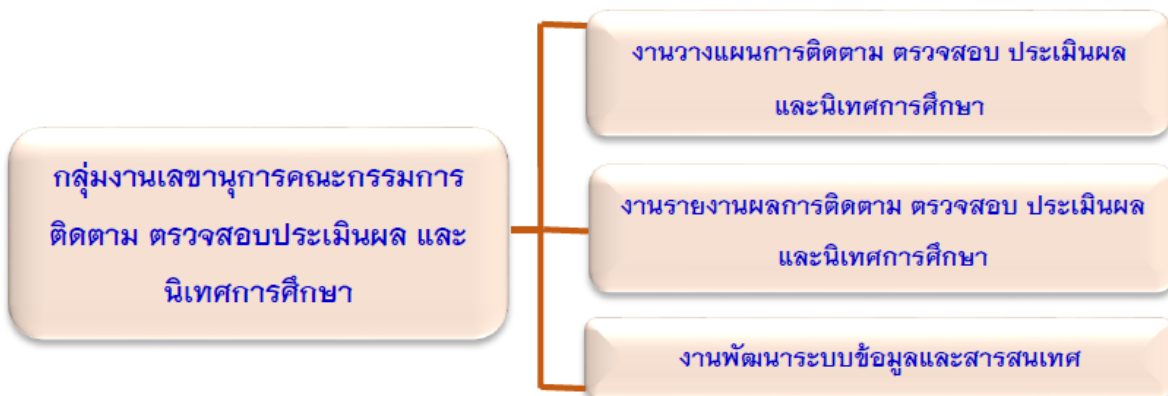 กลุ่มงานเลขานุการคณะกรรมการ
ติดตาม ตรวจสอบประเมินผล และ
นิเทศการศึกษา
งานวางแผนการติดตาม ตรวจสอบ ประเมินผล
และนิเทศการศึกษา
งานรายงานผลการติดตาม ตรวจสอบ ประเมินผล
และนิเทศการศึกษา
งานพัฒนาระบบข้อมูลและสารสนเทศ